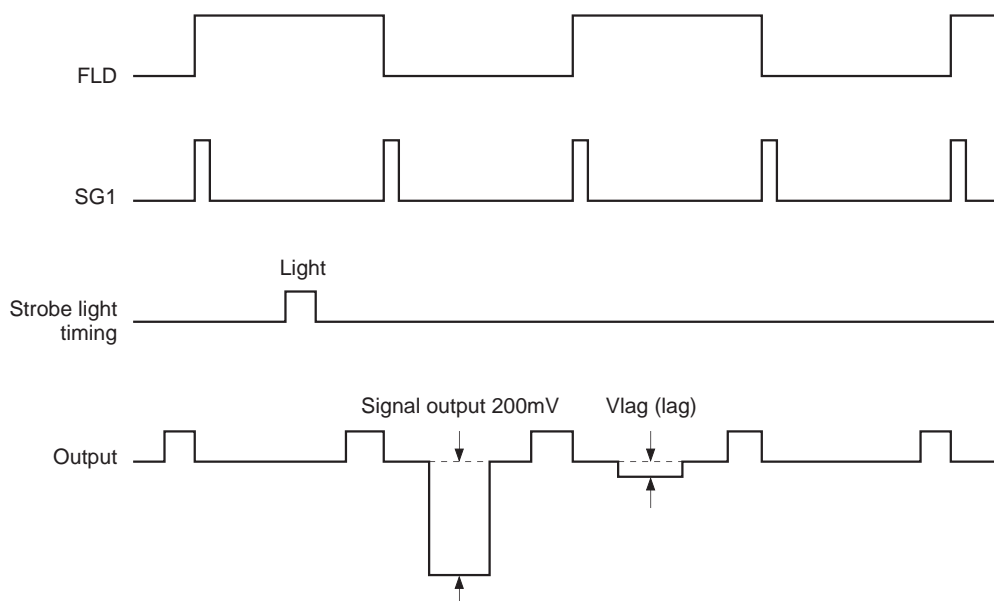 FLD
SG1
Light
Strobe light
timing
Signal output 200mV
Vlag (lag)
Output